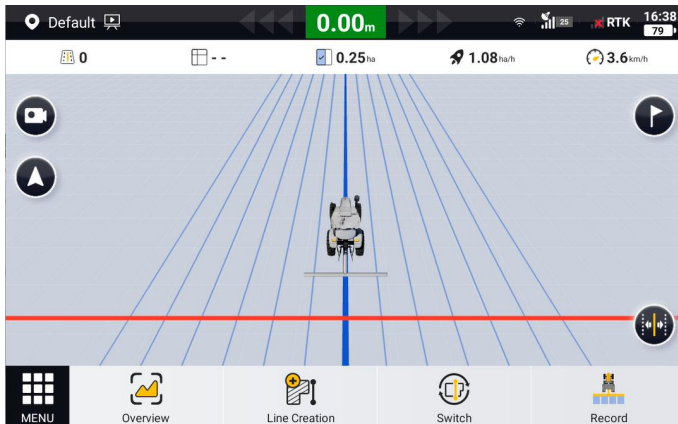 Default
0.00m
25
RTK
16:38
79
0
- -
0.25ha
1.08ha/h
3.6km/h
MENU
Overview
Line Creation
Switch
Record